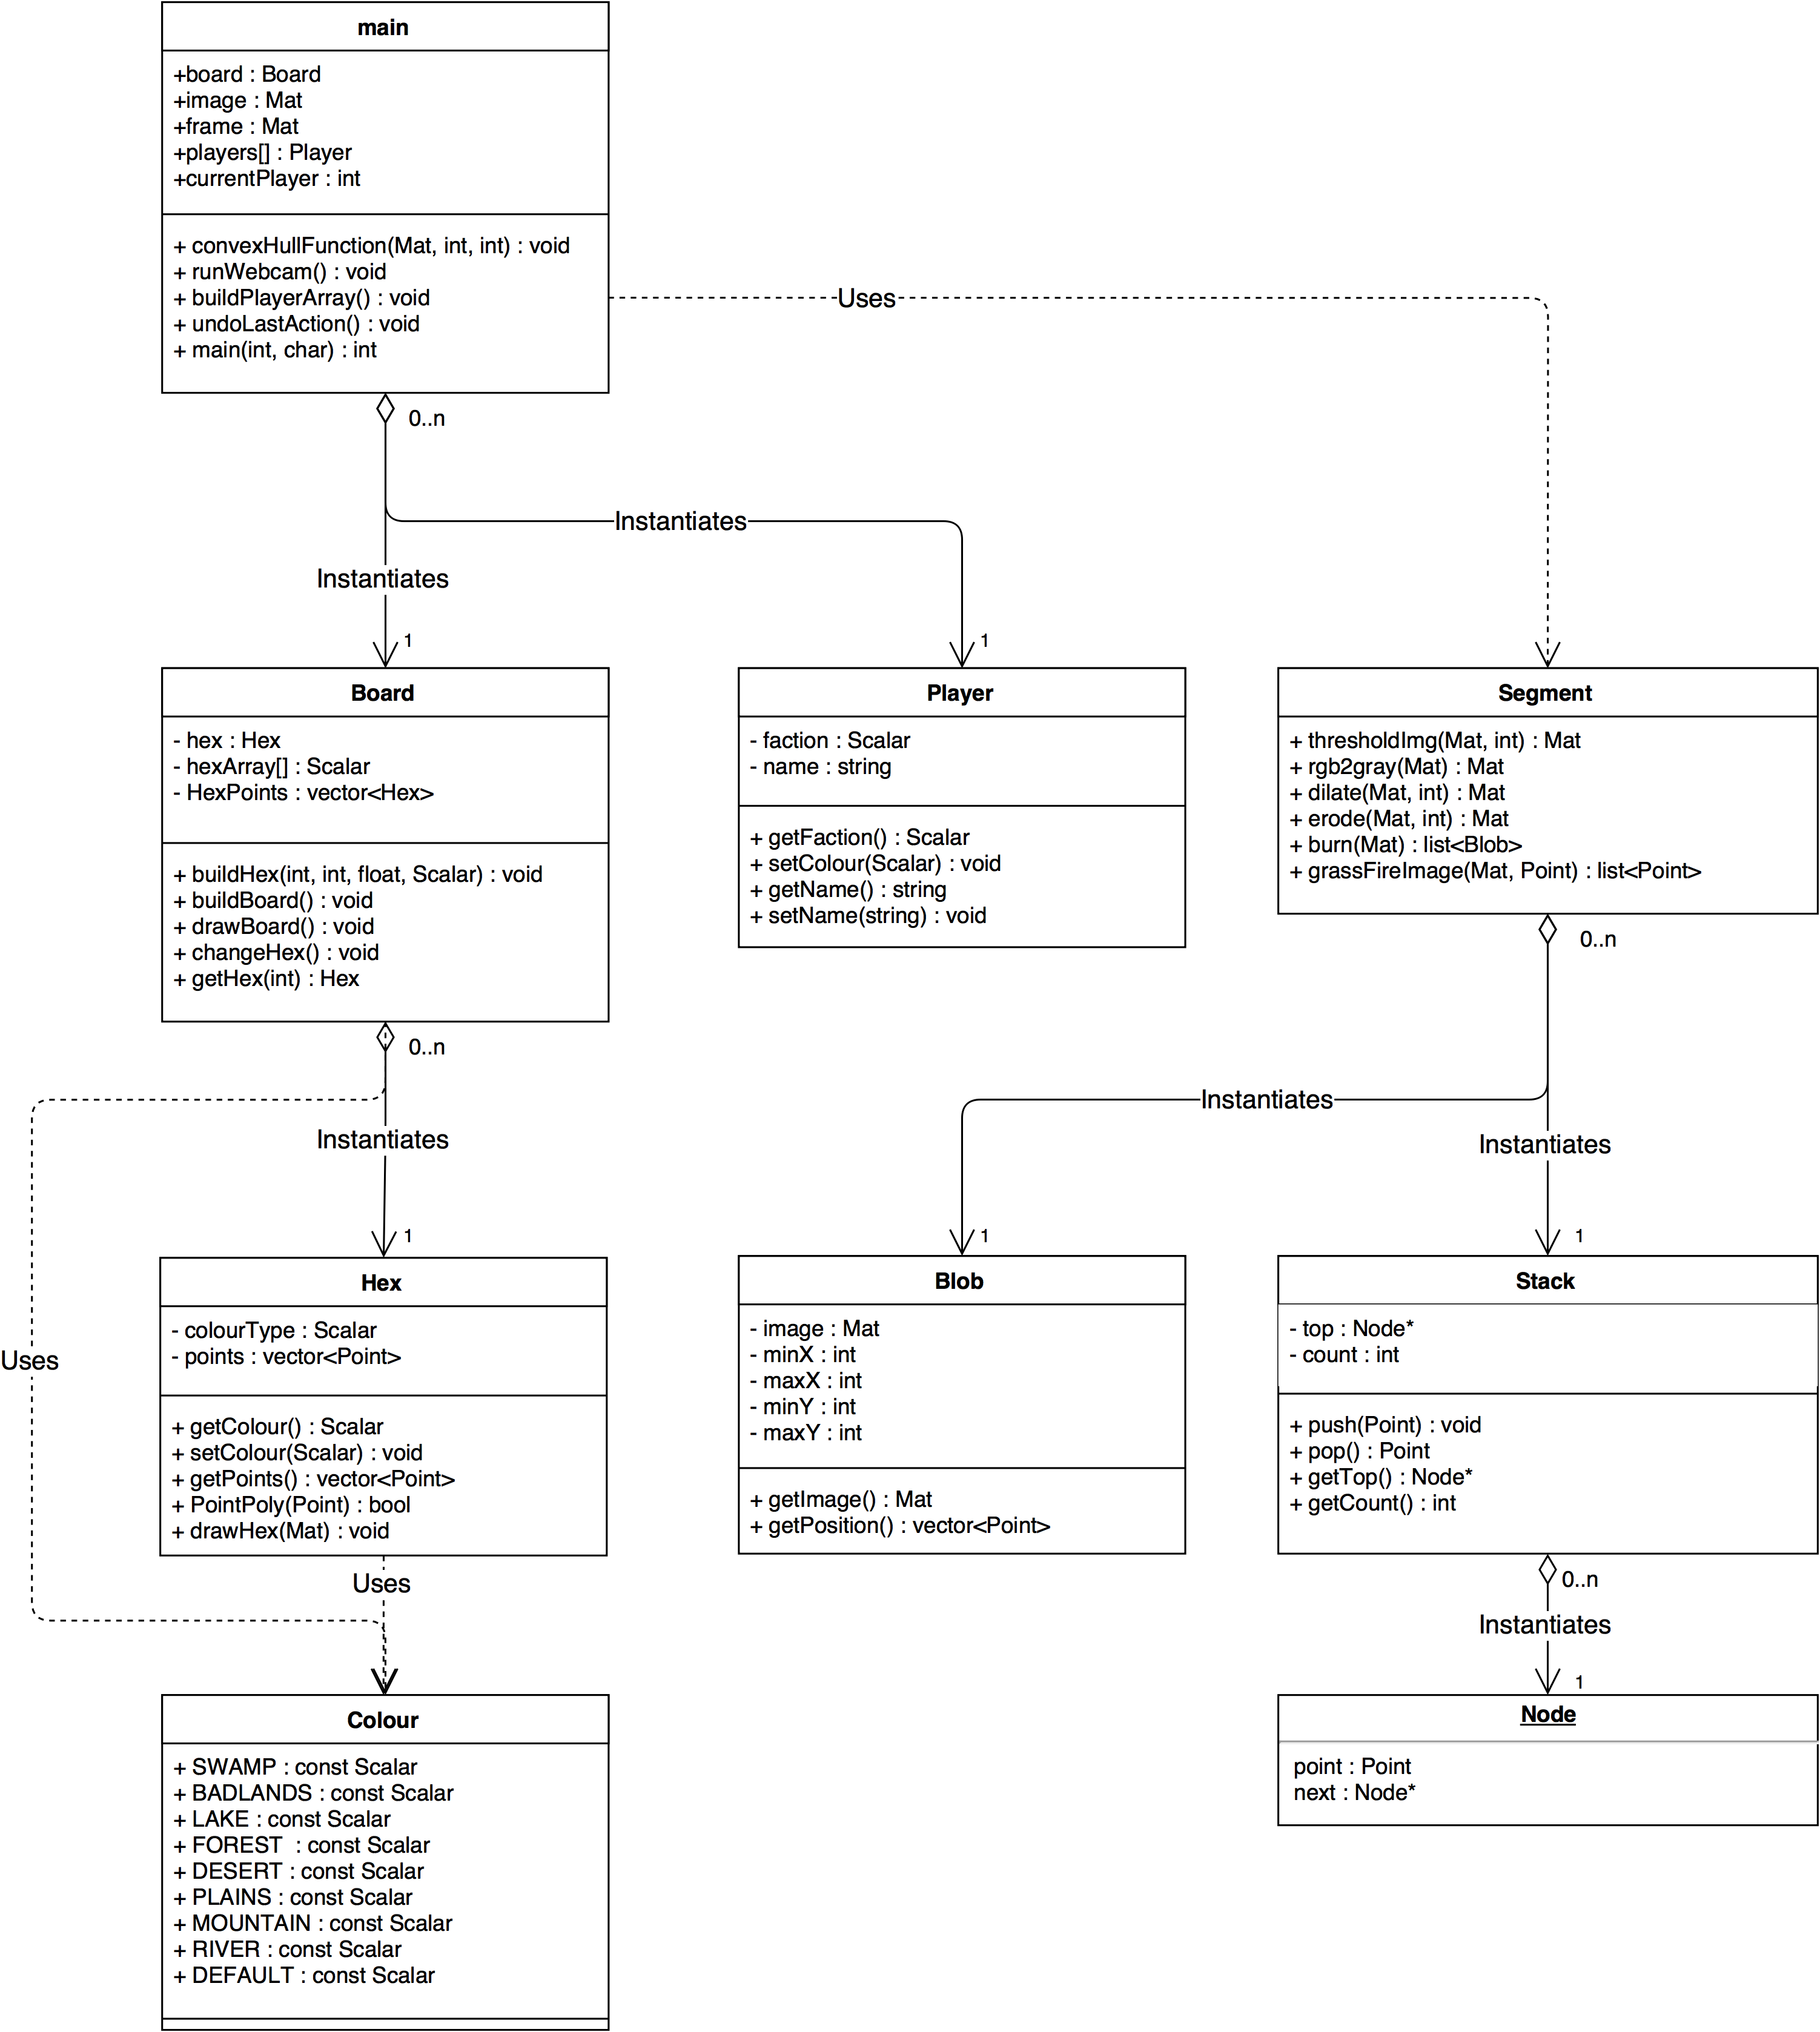 main
+board : Board
+image : Mat
+frame : Mat
+players[] : Player
+currentPlayer : int
+ convexHullFunction(Mat, int, int) : void
+ runWebcam() : void
+ buildPlayerArray() : void
+ undoLastAction() : void
+ main(int, char) : int
Uses
0..n
Instantiates
Instantiates
1
1
Board
- hex : Hex
- hexArray[] : Scalar
- HexPoints : vector<Hex>
+ buildHex(int, int, float, Scalar) : void
+ buildBoard() : void
+ drawBoard() : void
+ changeHex() : void
+ getHex(int) : Hex
Player
- faction : Scalar
- name : string
+ getFaction() : Scalar
+ setColour(Scalar) : void
+ getName() : string
+ setName(string) : void
Segment
+ thresholdImg(Mat, int) : Mat
+ rgb2gray(Mat) : Mat
+ dilate(Mat, int) : Mat
+ erode(Mat, int) : Mat
+ burn(Mat) : list<Blob>
+ grassFireImage(Mat, Point) : list<Point>
0..n
0..n
Instantiates
Instantiates
Instantiates
1
1
1
Uses
Hex
- colourType : Scalar
- points : vector<Point>
+ getColour() : Scalar
+ setColour(Scalar) : void
+ getPoints() : vector<Point>
+ PointPoly(Point) : bool
+ drawHex(Mat) : void
Blob
- image : Mat
- minX : int
- maxX : int
- minY : int
- maxY : int
+ getImage() : Mat
+ getPosition() : vector<Point>
Stack
- top : Node*
- count : int
+ push(Point) : void
+ pop() : Point
+ getTop() : Node*
+ getCount() : int
Uses
0..n
Instantiates
1
Colour
+ SWAMP : const Scalar
+ BADLANDS : const Scalar
+ LAKE : const Scalar
+ FOREST  : const Scalar
+ DESERT : const Scalar
+ PLAINS : const Scalar
+ MOUNTAIN : const Scalar
+ RIVER : const Scalar
+ DEFAULT : const Scalar
Node
point : Point
next : Node*